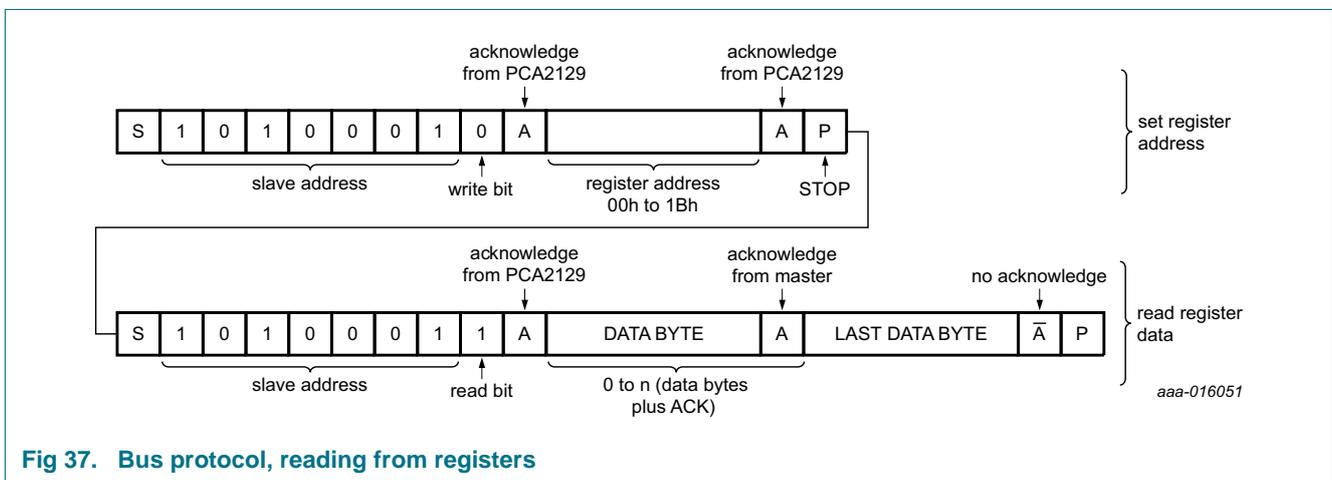 acknowledge
from PCA2129
acknowledge
from PCA2129
S 1 0 1 0 0 0 1 0 A A P
slave address
write bit
register address
00h to 1Bh
STOP
set register
address
acknowledge
from PCA2129
acknowledge
from master
no acknowledge
S 1 0 1 0 0 0 1 1 A DATA BYTE A LAST DATA BYTE A̅ P
slave address
read bit
0 to n (data bytes
plus ACK)
read register
data
aaa-016051
Fig 37. Bus protocol, reading from registers